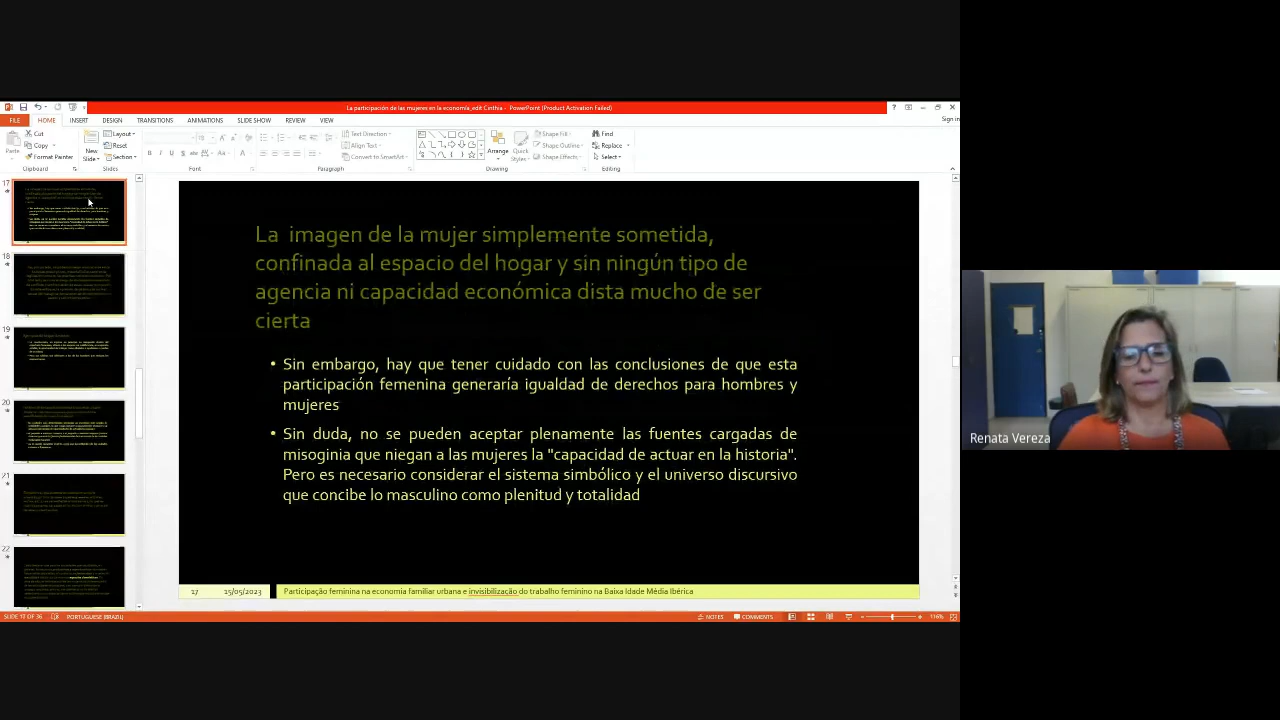 La participación de las mujeres en la economía_edit Cinthia - PowerPoint (Product Activation Failed)
FILE HOME INSERT DESIGN TRANSITIONS ANIMATIONS SLIDE SHOW REVIEW VIEW
Sign in
Paste
Cut
Copy
Format Painter
Clipboard
New Slide
Layout
Reset
Section
Slides
Font
Text Direction
Align Text
Convert to SmartArt
Paragraph
Arrange
Quick Styles
Shape Fill
Shape Outline
Shape Effects
Drawing
Find
Replace
Select
Editing
17
18
19
20
21
22
La imagen de la mujer simplemente sometida,
confinada al espacio del hogar y sin ningún tipo de
agencia ni capacidad económica dista mucho de ser
cierta
• Sin embargo, hay que tener cuidado con las conclusiones de que esta
participación femenina generaría igualdad de derechos para hombres y
mujeres
• Sin duda, no se pueden aceptar plenamente las fuentes cargadas de
misoginia que niegan a las mujeres la "capacidad de actuar en la historia".
Pero es necesario considerar el sistema simbólico y el universo discursivo
que concibe lo masculino como plenitud y totalidad
17 15/05/2023 Participação feminina na economia familiar urbana e invisibilização do trabalho feminino na Baixa Idade Média Ibérica
SLIDE 17 OF 36 PORTUGUESE (BRAZIL) NOTES COMMENTS 116%
Renata Vereza